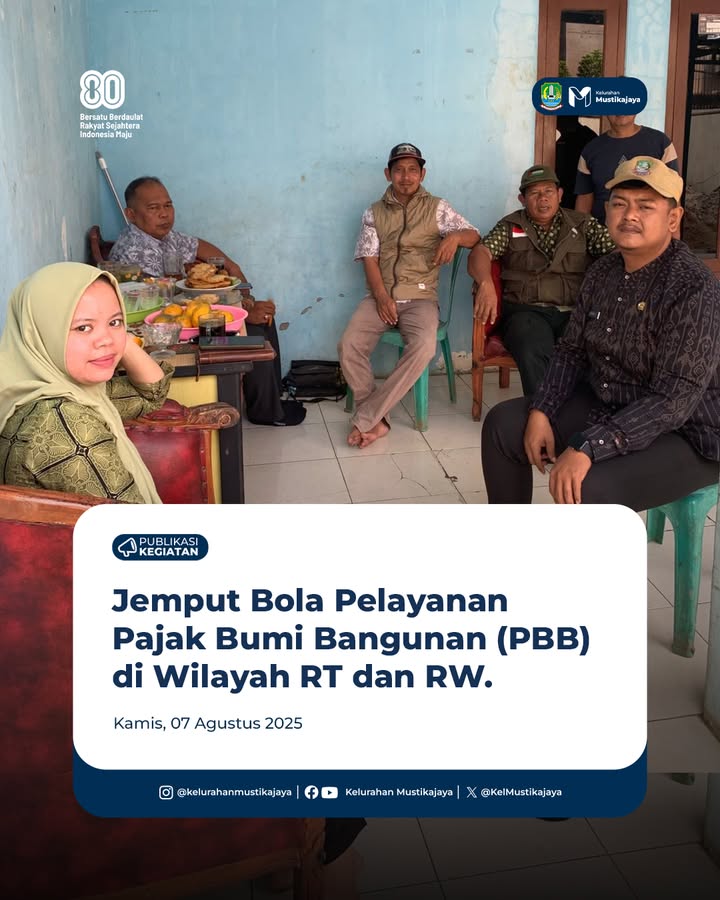 80
Bersatu Berdaulat
Rakyat Sejahtera
Indonesia Maju
Kelurahan
Mustikajaya
PUBLIKASI
KEGIATAN
Jemput Bola Pelayanan
Pajak Bumi Bangunan (PBB)
di Wilayah RT dan RW.
Kamis, 07 Agustus 2025
@kelurahanmustikajaya | Kelurahan Mustikajaya | @KelMustikajaya